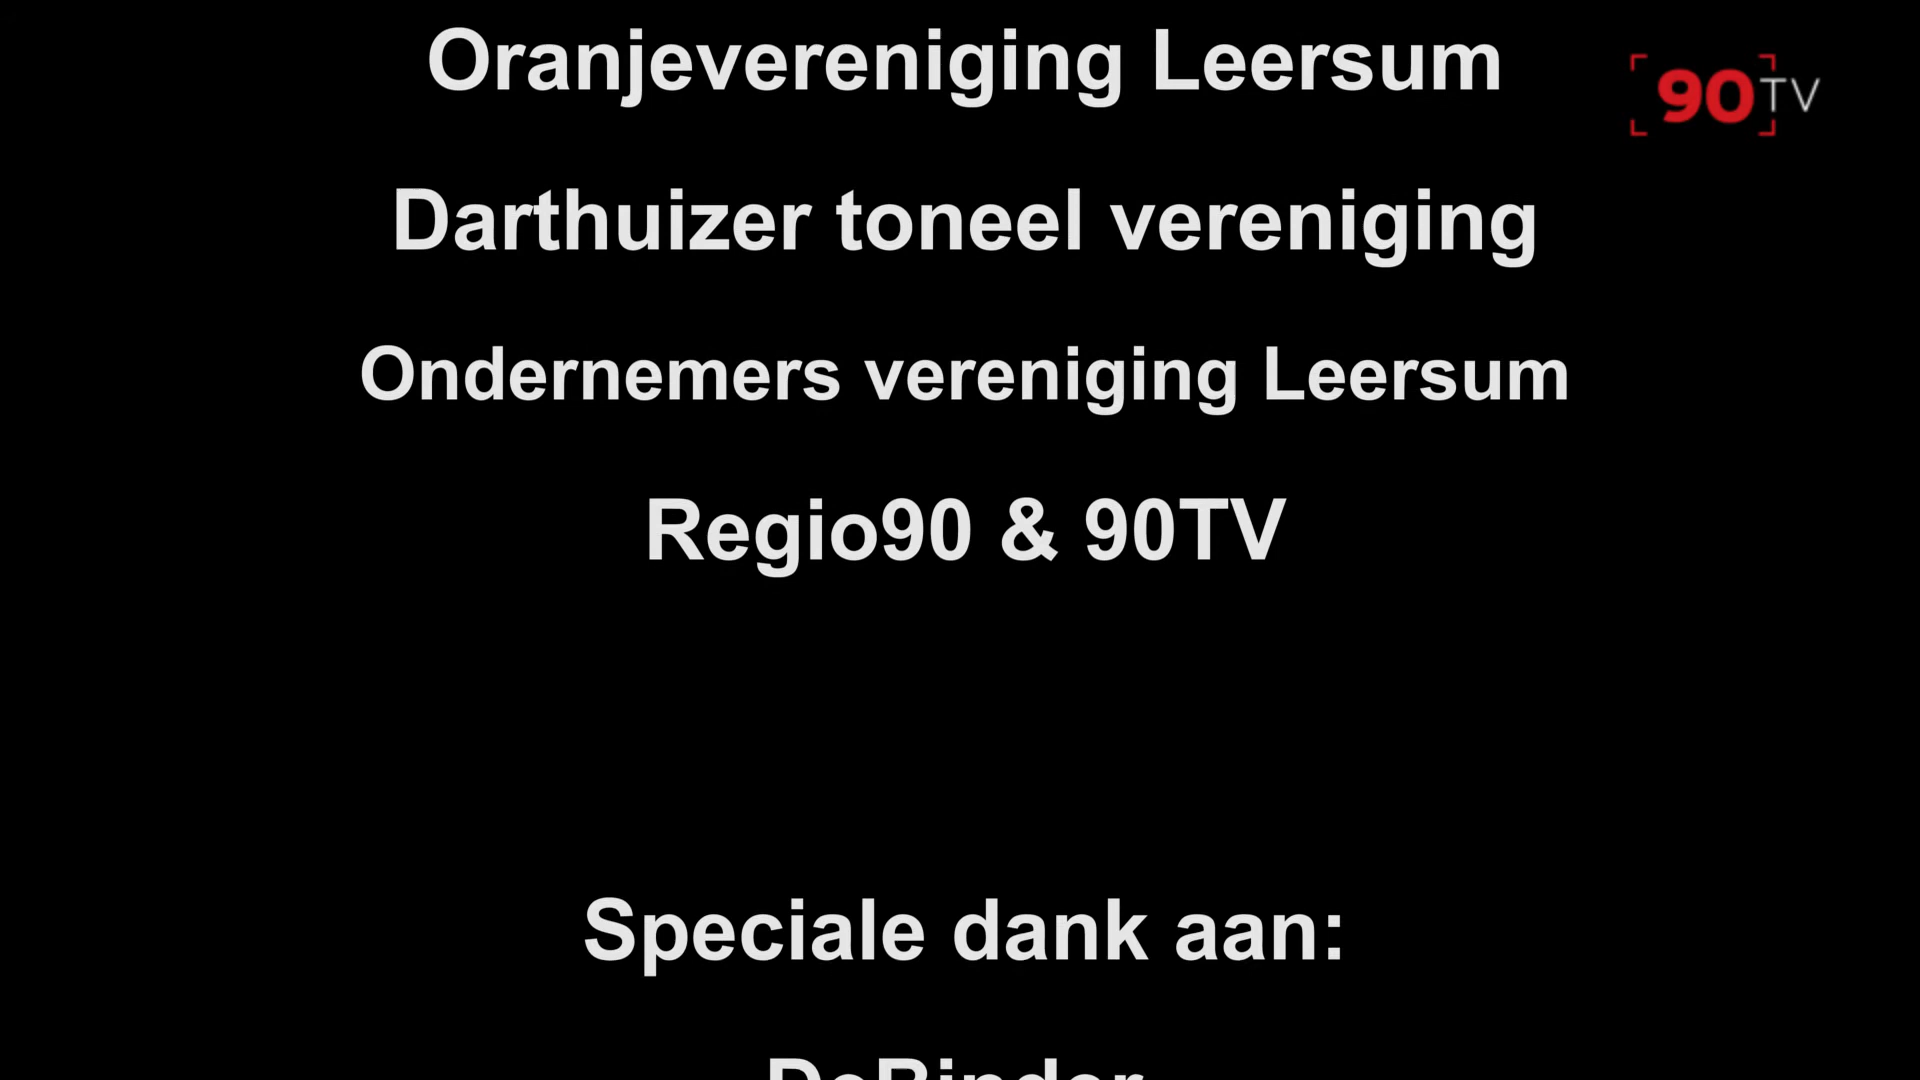 Oranjevereniging Leersum
90TV
Darthuizer toneel vereniging
Ondernemers vereniging Leersum
Regio90 & 90TV
Speciale dank aan: